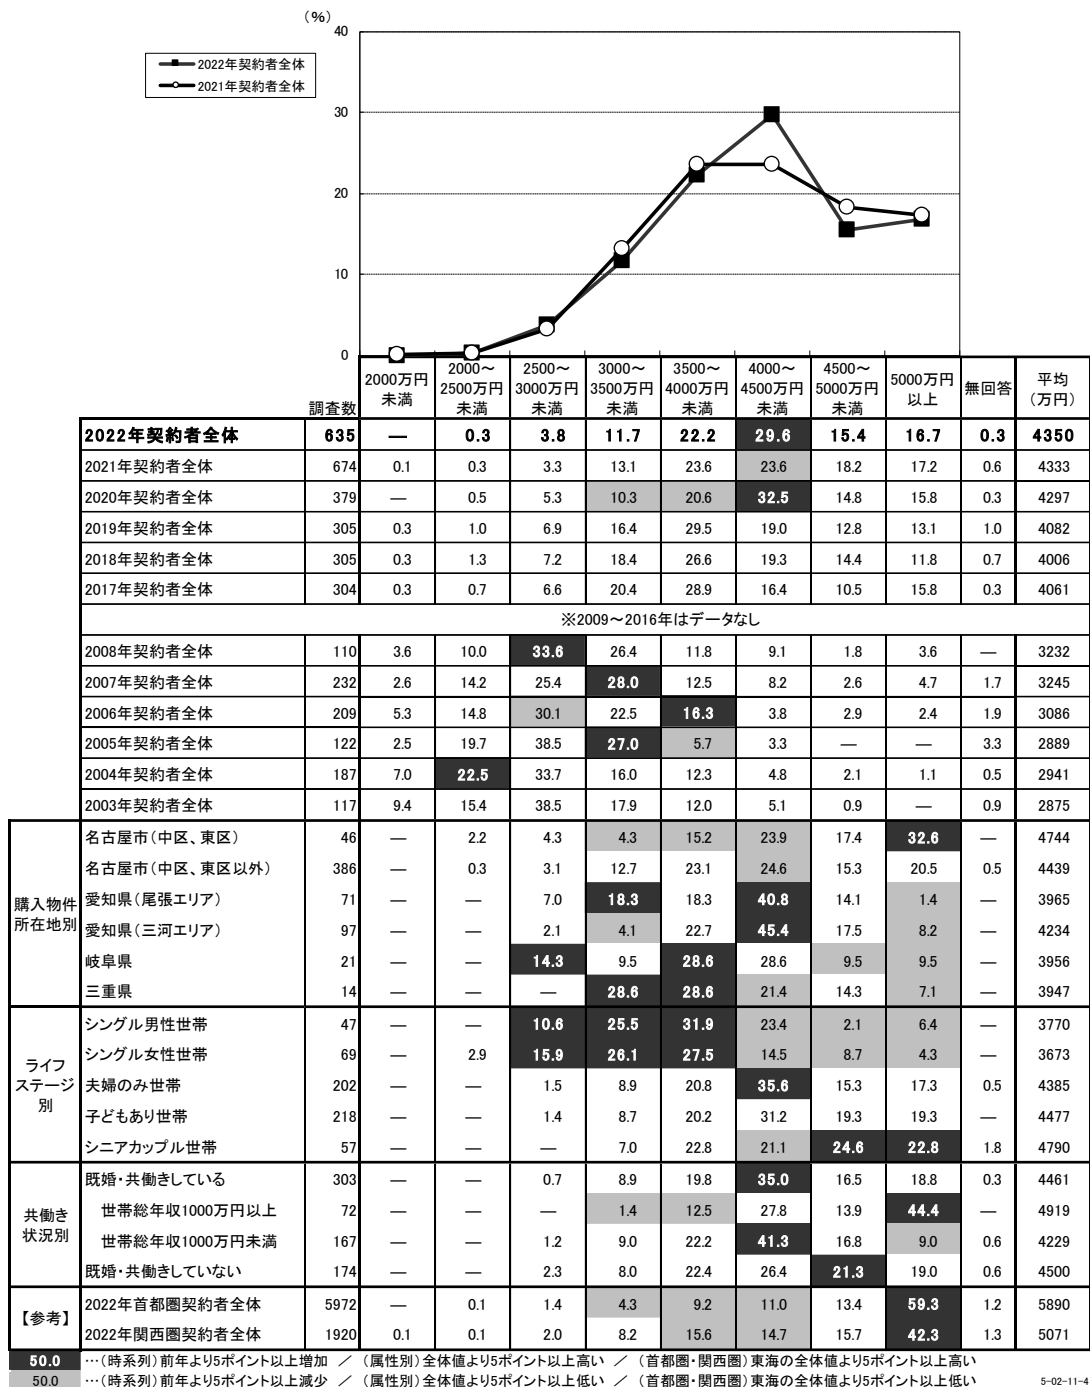 （％）
40
30
20
10
0
2022年契約者全体
2021年契約者全体
調査数 2000万円未満 2000～2500万円未満 2500～3000万円未満 3000～3500万円未満 3500～4000万円未満 4000～4500万円未満 4500～5000万円未満 5000万円以上 無回答 平均（万円）
2022年契約者全体 635 — 0.3 3.8 11.7 22.2 29.6 15.4 16.7 0.3 4350
2021年契約者全体 674 0.1 0.3 3.3 13.1 23.6 23.6 18.2 17.2 0.6 4333
2020年契約者全体 379 — 0.5 5.3 10.3 20.6 32.5 14.8 15.8 0.3 4297
2019年契約者全体 305 0.3 1.0 6.9 16.4 29.5 19.0 12.8 13.1 1.0 4082
2018年契約者全体 305 0.3 1.3 7.2 18.4 26.6 19.3 14.4 11.8 0.7 4006
2017年契約者全体 304 0.3 0.7 6.6 20.4 28.9 16.4 10.5 15.8 0.3 4061
※2009～2016年はデータなし
2008年契約者全体 110 3.6 10.0 33.6 26.4 11.8 9.1 1.8 3.6 — 3232
2007年契約者全体 232 2.6 14.2 25.4 28.0 12.5 8.2 2.6 4.7 1.7 3245
2006年契約者全体 209 5.3 14.8 30.1 22.5 16.3 3.8 2.9 2.4 1.9 3086
2005年契約者全体 122 2.5 19.7 38.5 27.0 5.7 3.3 — — 3.3 2889
2004年契約者全体 187 7.0 22.5 33.7 16.0 12.3 4.8 2.1 1.1 0.5 2941
2003年契約者全体 117 9.4 15.4 38.5 17.9 12.0 5.1 0.9 — 0.9 2875
購入物件所在地別
名古屋市（中区、東区） 46 — 2.2 4.3 4.3 15.2 23.9 17.4 32.6 — 4744
名古屋市（中区、東区以外） 386 — 0.3 3.1 12.7 23.1 24.6 15.3 20.5 0.5 4439
愛知県（尾張エリア） 71 — — 7.0 18.3 18.3 40.8 14.1 1.4 — 3965
愛知県（三河エリア） 97 — — 2.1 4.1 22.7 45.4 17.5 8.2 — 4234
岐阜県 21 — — 14.3 9.5 28.6 28.6 9.5 9.5 — 3956
三重県 14 — — — 28.6 28.6 21.4 14.3 7.1 — 3947
ライフステージ別
シングル男性世帯 47 — — 10.6 25.5 31.9 23.4 2.1 6.4 — 3770
シングル女性世帯 69 — 2.9 15.9 26.1 27.5 14.5 8.7 4.3 — 3673
夫婦のみ世帯 202 — — 1.5 8.9 20.8 35.6 15.3 17.3 0.5 4385
子どもあり世帯 218 — — 1.4 8.7 20.2 31.2 19.3 19.3 — 4477
シニアカップル世帯 57 — — — 7.0 22.8 21.1 24.6 22.8 1.8 4790
共働き状況別
既婚・共働きしている 303 — — 0.7 8.9 19.8 35.0 16.5 18.8 0.3 4461
世帯総年収1000万円以上 72 — — — 1.4 12.5 27.8 13.9 44.4 — 4919
世帯総年収1000万円未満 167 — — 1.2 9.0 22.2 41.3 16.8 9.0 0.6 4229
既婚・共働きしていない 174 — — 2.3 8.0 22.4 26.4 21.3 19.0 0.6 4500
【参考】
2022年首都圏契約者全体 5972 — 0.1 1.4 4.3 9.2 11.0 13.4 59.3 1.2 5890
2022年関西圏契約者全体 1920 0.1 0.1 2.0 8.2 15.6 14.7 15.7 42.3 1.3 5071
50.0 …（時系列）前年より5ポイント以上増加 ／ （属性別）全体値より5ポイント以上高い ／ （首都圏・関西圏）東海の全体値より5ポイント以上高い
50.0 …（時系列）前年より5ポイント以上減少 ／ （属性別）全体値より5ポイント以上低い ／ （首都圏・関西圏）東海の全体値より5ポイント以上低い
5-02-11-4